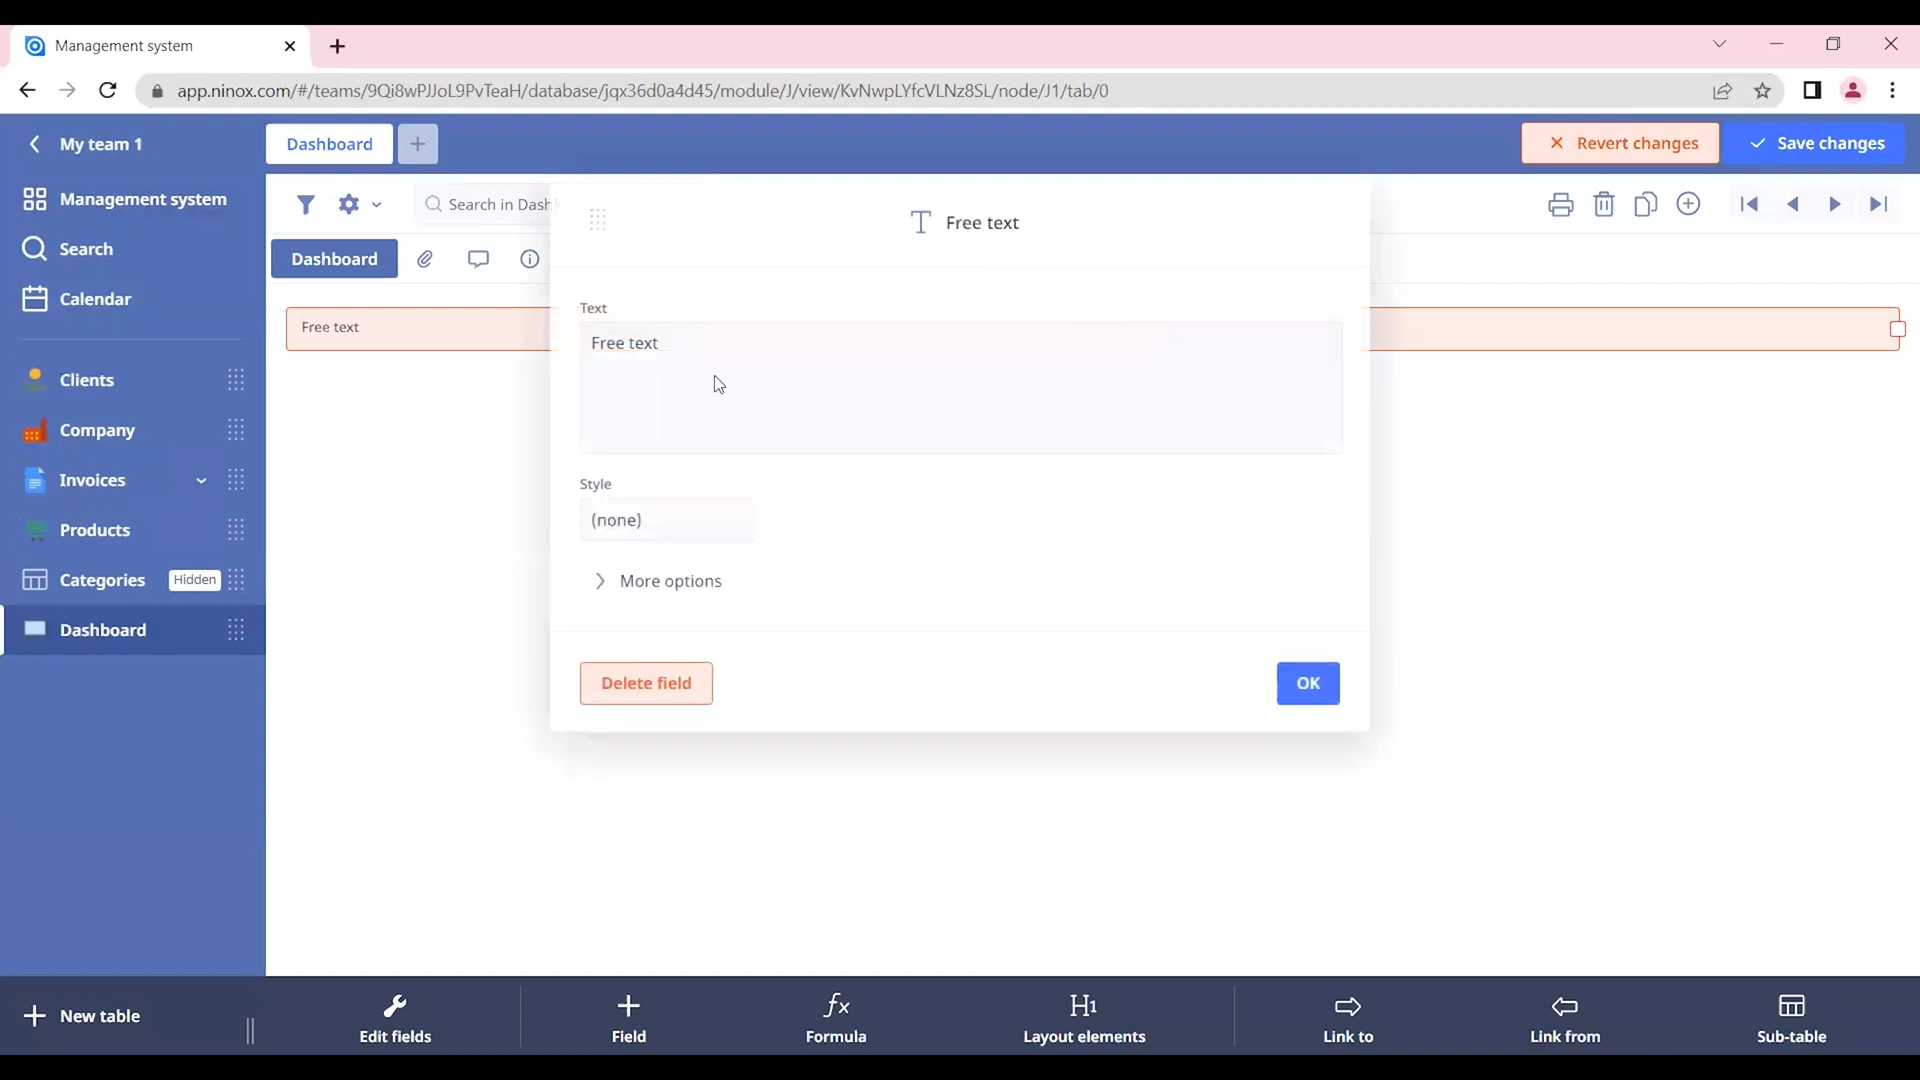 Management system
app.ninox.com/#/teams/9Qi8wPJJoL9PvTeaH/database/jqx36d0a4d45/module/J/view/KvNwpLYfcVLNz8SL/node/J1/tab/0
My team 1
Dashboard
Revert changes
Save changes
Management system
Search in Dash
Free text
Search
Dashboard
Calendar
Free text
Text
Free text
Clients
Company
Invoices
Style
(none)
Products
Categories
Hidden
More options
Dashboard
Delete field
OK
New table
Edit fields
Field
fx
Formula
H1
Layout elements
Link to
Link from
Sub-table